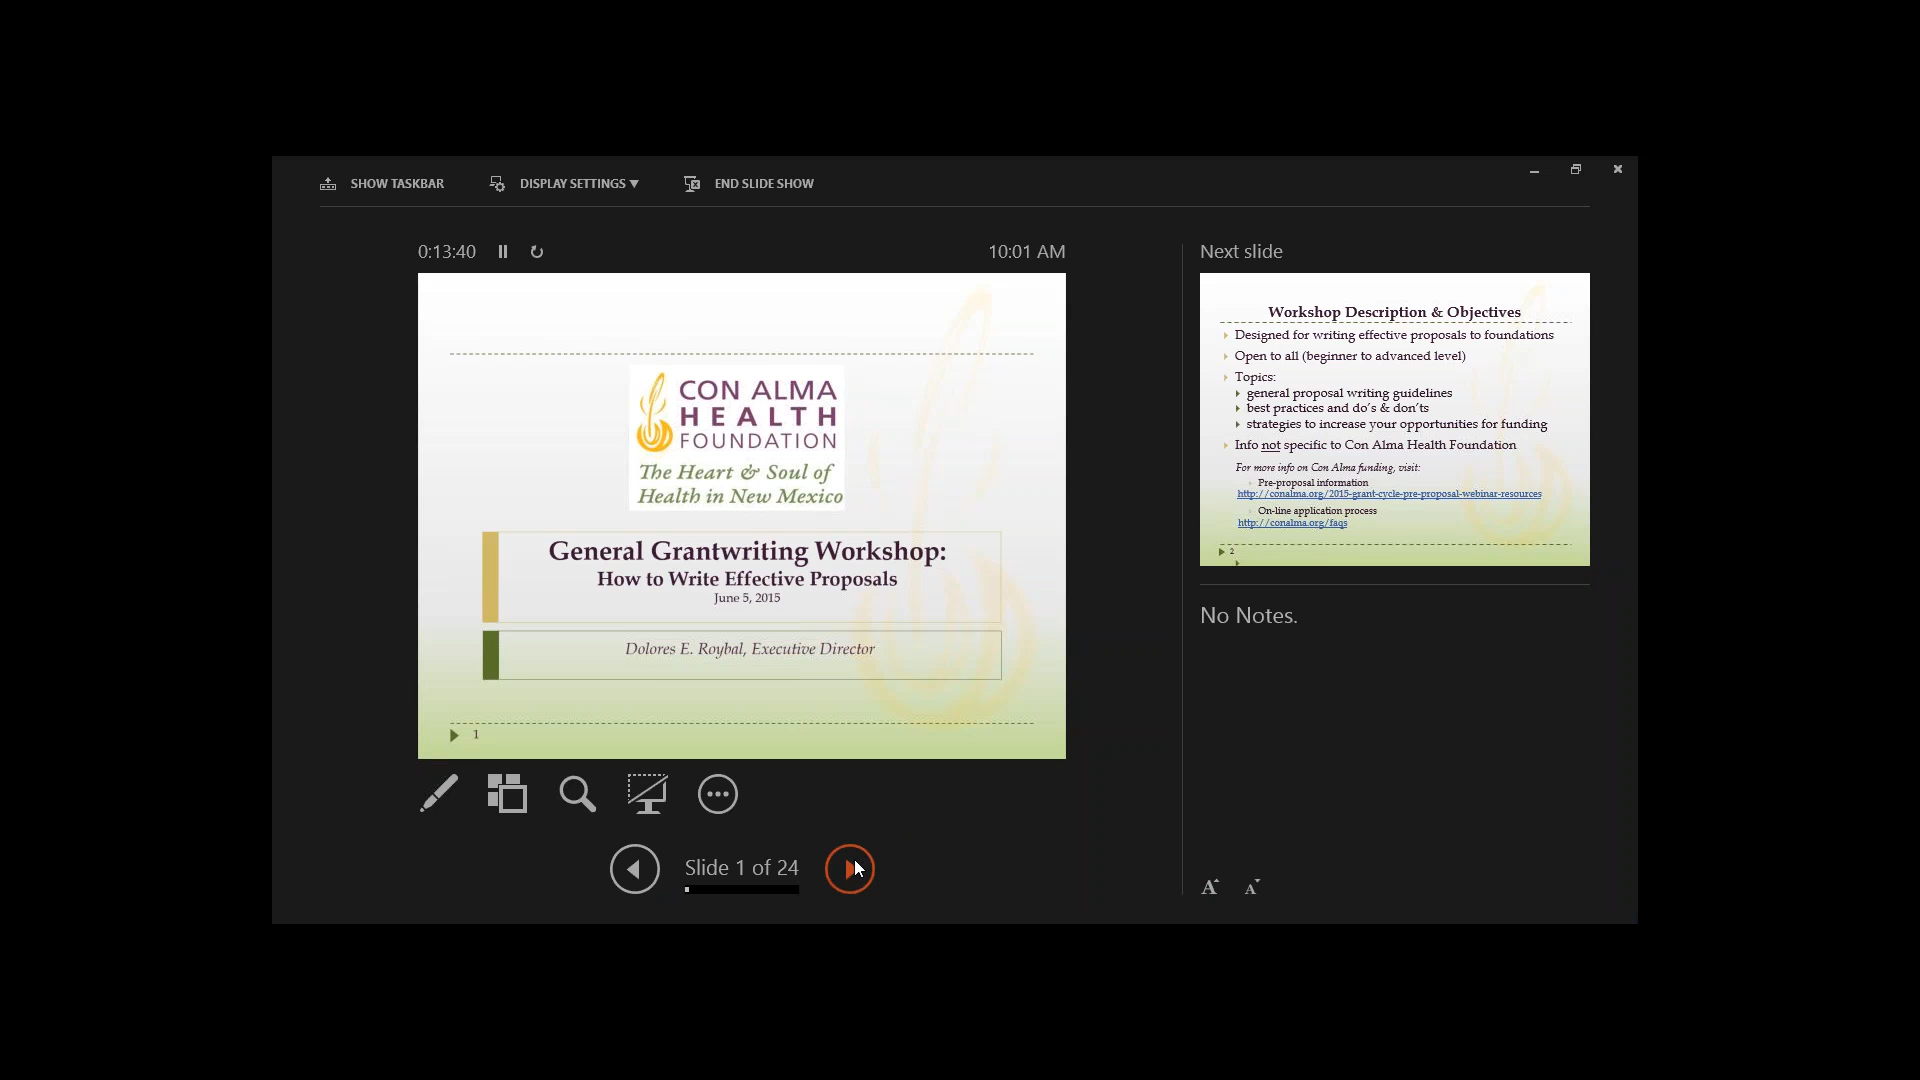 SHOW TASKBAR
DISPLAY SETTINGS
END SLIDE SHOW
0:13:40
10:01 AM
CON ALMA
HEALTH
FOUNDATION
The Heart & Soul of
Health in New Mexico
General Grantwriting Workshop:
How to Write Effective Proposals
June 5, 2015
Dolores E. Roybal, Executive Director
1
Slide 1 of 24
Next slide
Workshop Description & Objectives
Designed for writing effective proposals to foundations
Open to all (beginner to advanced level)
Topics:
general proposal writing guidelines
best practices and do's & don'ts
strategies to increase your opportunities for funding
Info not specific to Con Alma Health Foundation
For more info on Con Alma funding, visit:
Pre-proposal information
http://conalma.org/2015-grant-cycle-pre-proposal-webinar-resources
On-line application process
http://conalma.org/faqs
2
No Notes.
A A